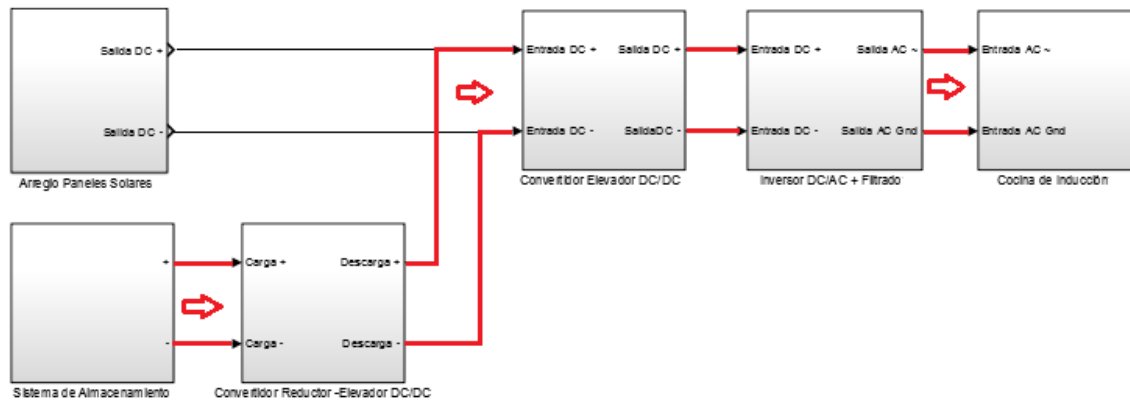 Salida DC +
Salida DC -
Arreglo Paneles Solares
Entrada DC +
Salida DC +
Entrada DC -
SalidaDC -
Convertidor Elevador DC/DC
Entrada DC +
Salida AC ~
Entrada DC -
Salida AC Gnd
Inversor DC/AC + Filtrado
Entrada AC ~
Entrada AC Gnd
Cocina de Inducción
+
-
Sistema de Almacenamiento
Carga +
Descarga +
Carga -
Descarga -
Convertidor Reductor -Elevador DC/DC